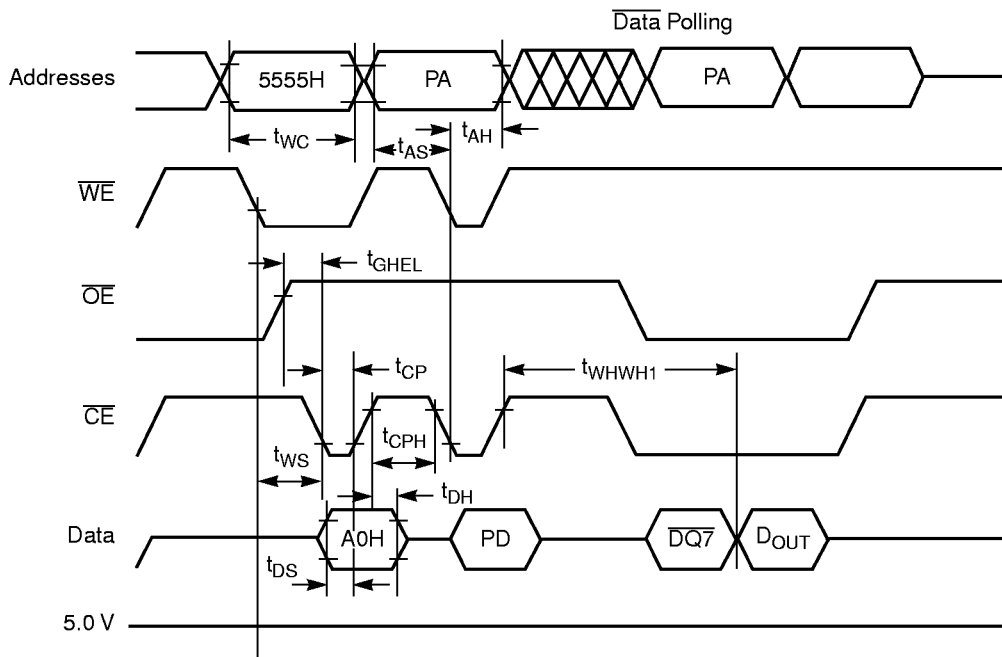 Data Polling
Addresses
5555H
PA
PA
tWC
tAS
tAH
WE
tGHEL
OE
tCP
tWHWH1
CE
tCPH
tWS
tDH
Data
A0H
PD
DQ7
DOUT
tDS
5.0 V